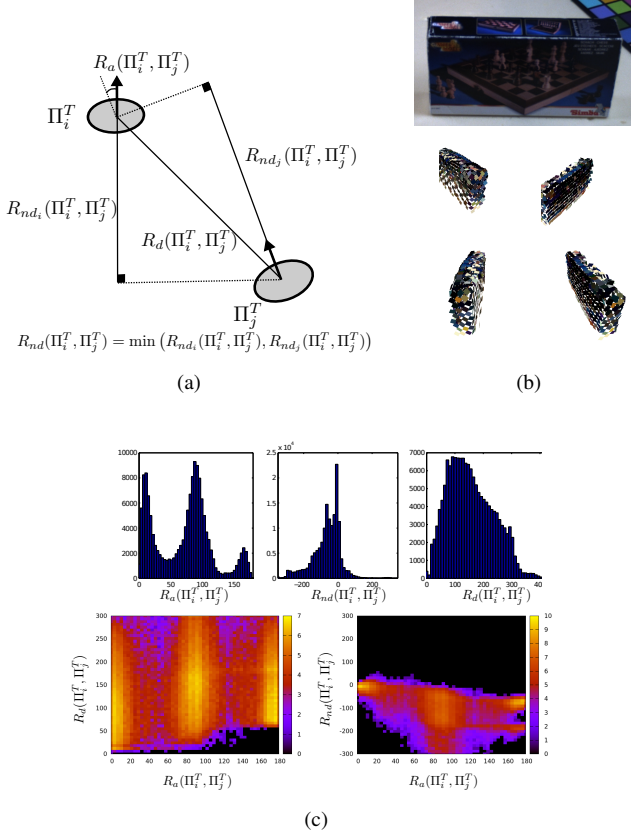 R_a(Π_i^T, Π_j^T)
Π_i^T
R_{nd_j}(Π_i^T, Π_j^T)
R_{nd_i}(Π_i^T, Π_j^T)
R_d(Π_i^T, Π_j^T)
Π_j^T
R_{nd}(Π_i^T, Π_j^T) = min (R_{nd_i}(Π_i^T, Π_j^T), R_{nd_j}(Π_i^T, Π_j^T))
(a)
Simba
(b)
10000
8000
6000
4000
2000
0
0 50 100 150
R_a(Π_i^T, Π_j^T)
2.5 x 10^4
2
1.5
1
0.5
0
−200 0 200
R_{nd}(Π_i^T, Π_j^T)
7000
6000
5000
4000
3000
2000
1000
0
0 100 200 300 400
R_d(Π_i^T, Π_j^T)
R_d(Π_i^T, Π_j^T)
300
250
200
150
100
50
0
0 20 40 60 80 100 120 140 160 180
R_a(Π_i^T, Π_j^T)
7
6
5
4
3
2
1
0
R_{nd}(Π_i^T, Π_j^T)
300
200
100
0
-100
-200
-300
0 20 40 60 80 100 120 140 160 180
R_a(Π_i^T, Π_j^T)
10
9
8
7
6
5
4
3
2
1
0
(c)